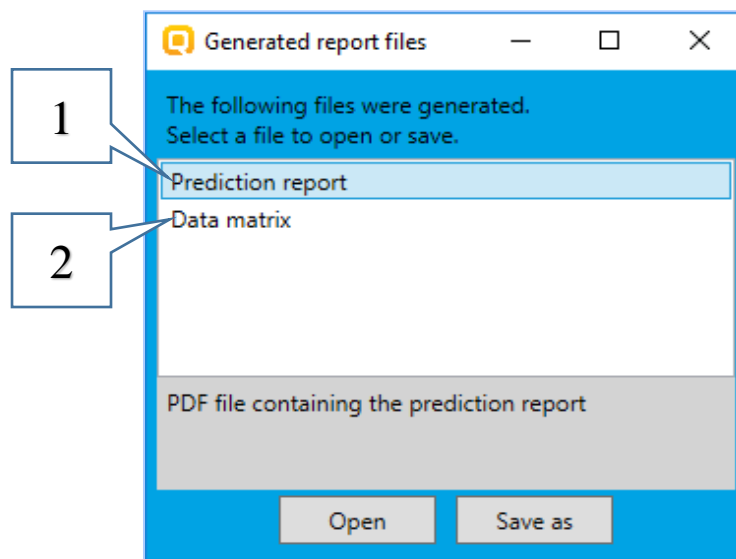 Generated report files
The following files were generated.
Select a file to open or save.
1
Prediction report
2
Data matrix
PDF file containing the prediction report
Open
Save as